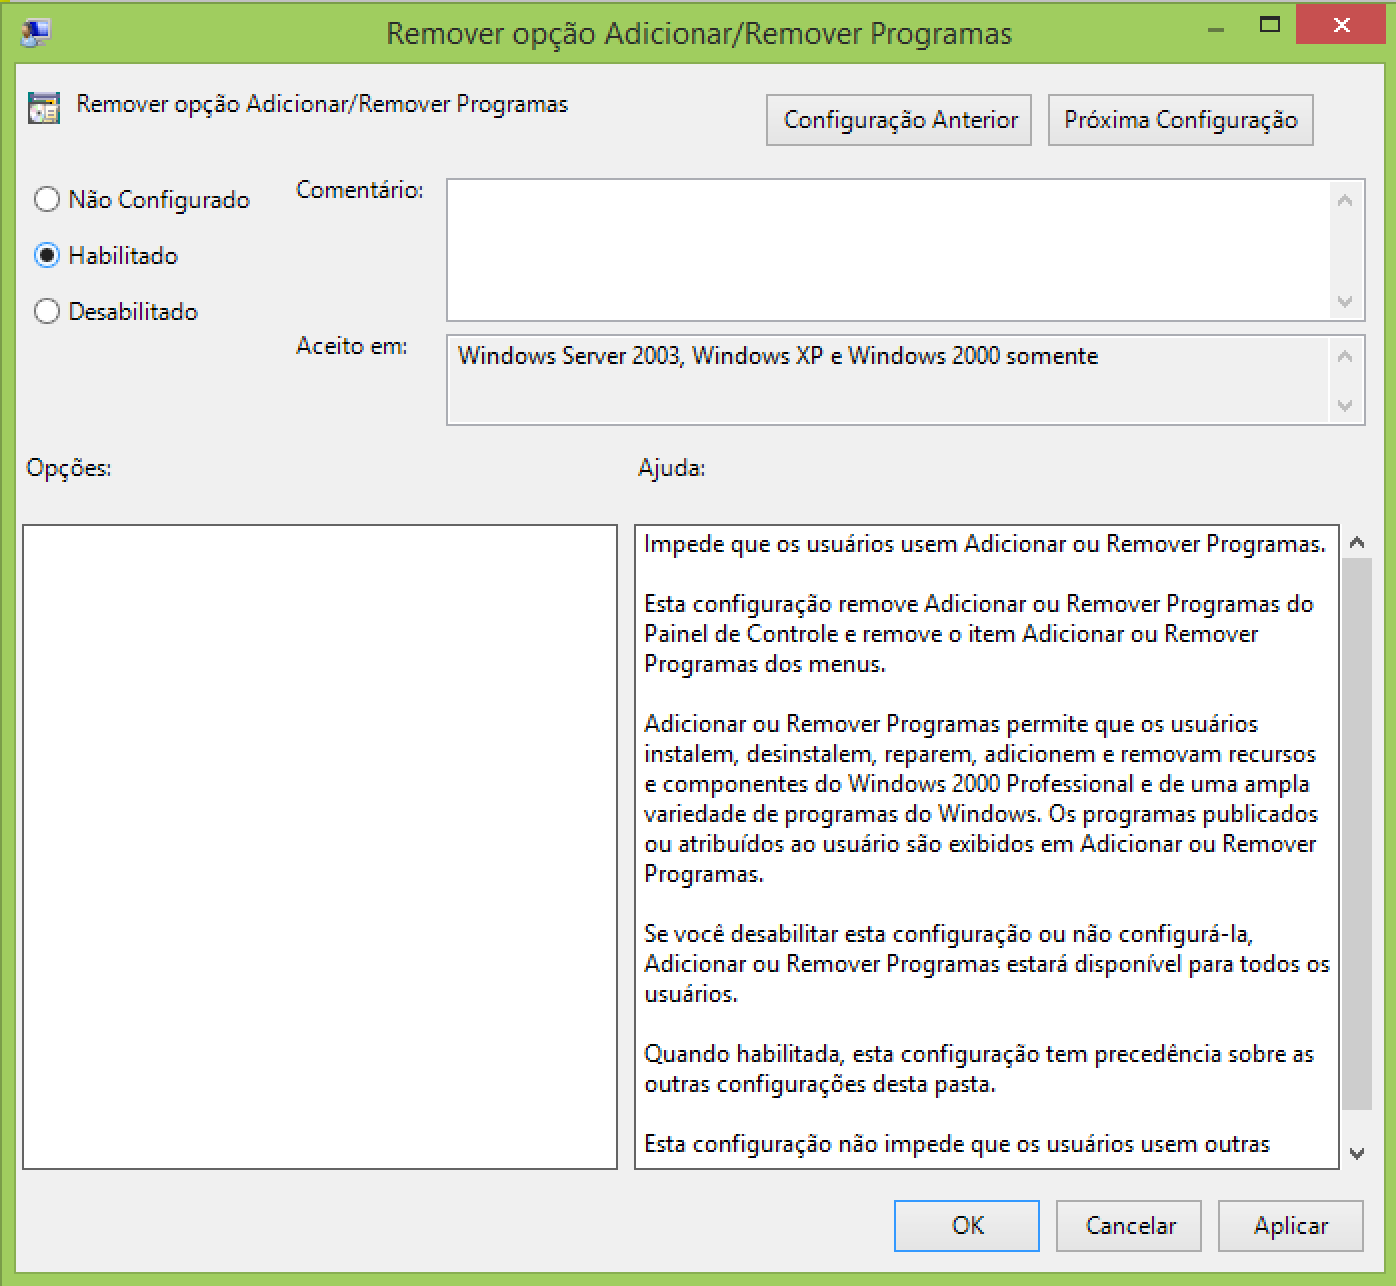 Remover opção Adicionar/Remover Programas
Remover opção Adicionar/Remover Programas
Configuração Anterior
Próxima Configuração
Não Configurado
Habilitado
Desabilitado
Comentário:
Aceito em:
Windows Server 2003, Windows XP e Windows 2000 somente
Opções:
Ajuda:
Impede que os usuários usem Adicionar ou Remover Programas.
Esta configuração remove Adicionar ou Remover Programas do
Painel de Controle e remove o item Adicionar ou Remover
Programas dos menus.
Adicionar ou Remover Programas permite que os usuários
instalem, desinstalem, reparem, adicionem e removam recursos
e componentes do Windows 2000 Professional e de uma ampla
variedade de programas do Windows. Os programas publicados
ou atribuídos ao usuário são exibidos em Adicionar ou Remover
Programas.
Se você desabilitar esta configuração ou não configurá-la,
Adicionar ou Remover Programas estará disponível para todos os
usuários.
Quando habilitada, esta configuração tem precedência sobre as
outras configurações desta pasta.
Esta configuração não impede que os usuários usem outras
OK
Cancelar
Aplicar